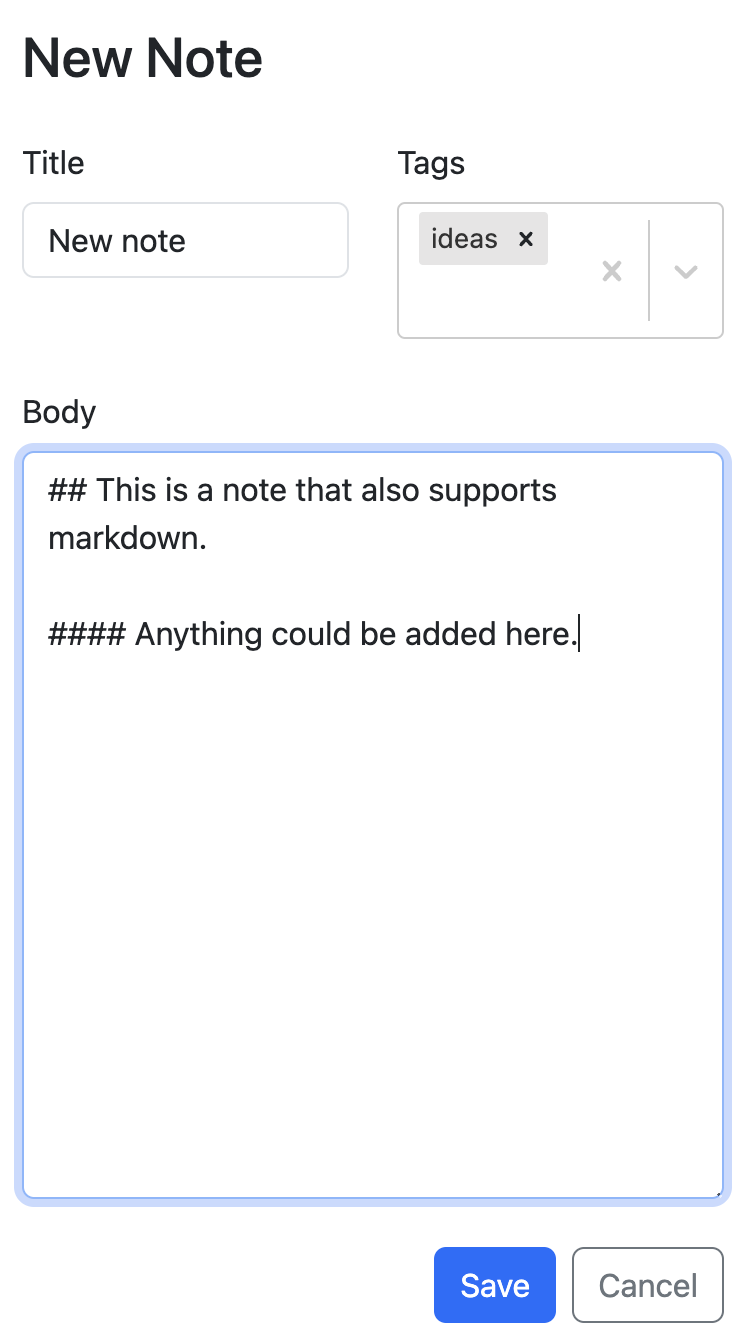 New Note
Title
Tags
New note
ideas
Body
## This is a note that also supports
markdown.
#### Anything could be added here.
Save
Cancel